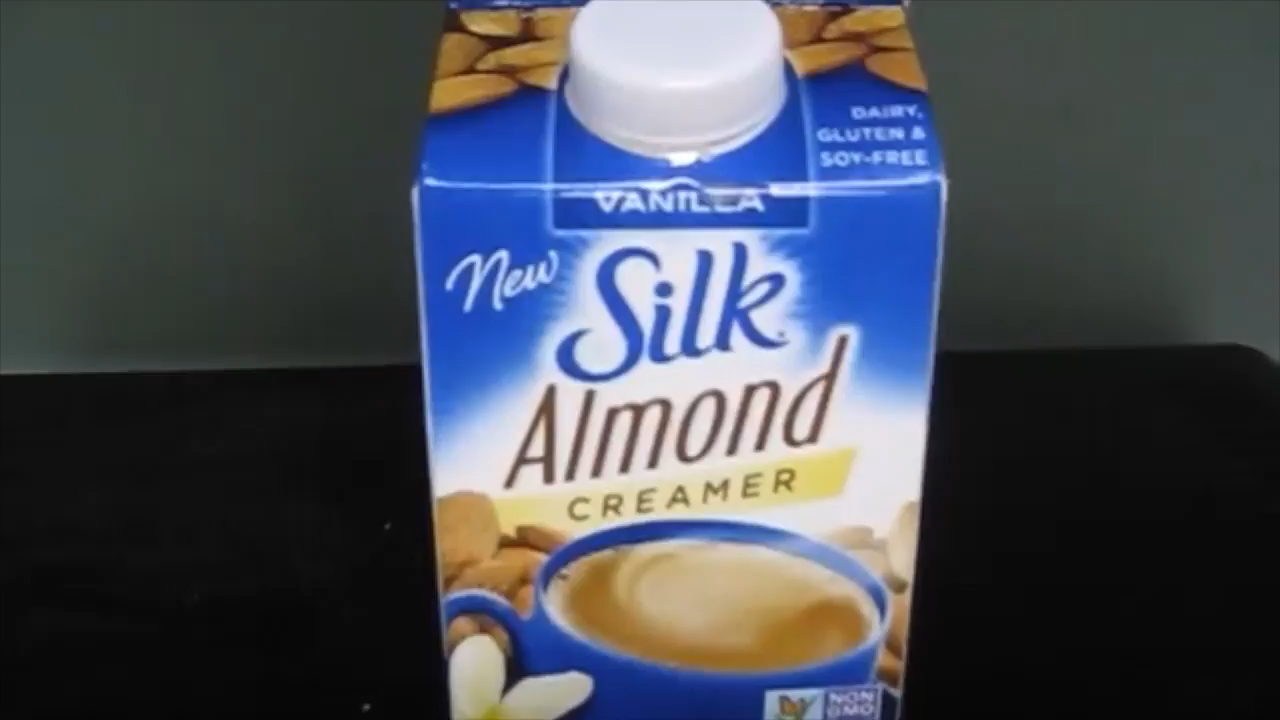 DAIRY,
GLUTEN &
SOY-FREE
VANILLA
New
Silk
Almond
CREAMER
NON
GMO